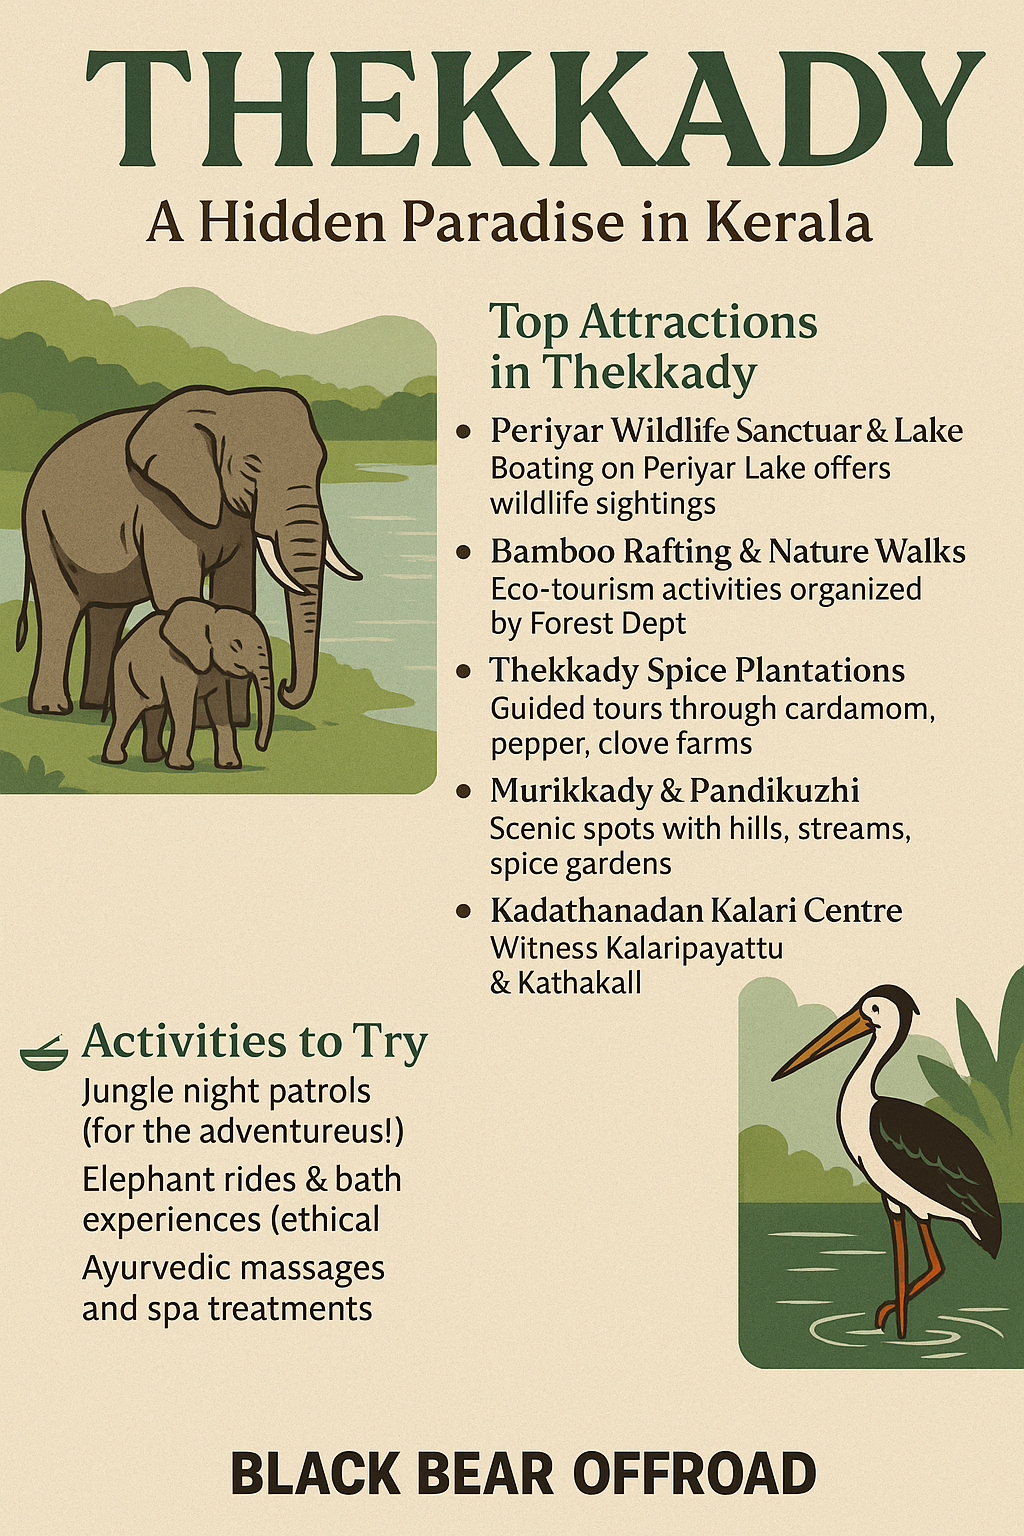 THEKKADY
A Hidden Paradise in Kerala
Top Attractions
in Thekkady
• Periyar Wildlife Sanctuar & Lake
Boating on Periyar Lake offers
wildlife sightings
• Bamboo Rafting & Nature Walks
Eco-tourism activities organized
by Forest Dept
• Thekkady Spice Plantations
Guided tours through cardamom,
pepper, clove farms
• Murikkady & Pandikuzhi
Scenic spots with hills, streams,
spice gardens
• Kadathanadan Kalari Centre
Witness Kalaripayattu
& Kathakall
Activities to Try
Jungle night patrols
(for the adventureus!)
Elephant rides & bath
experiences (ethical
Ayurvedic massages
and spa treatments
BLACK BEAR OFFROAD